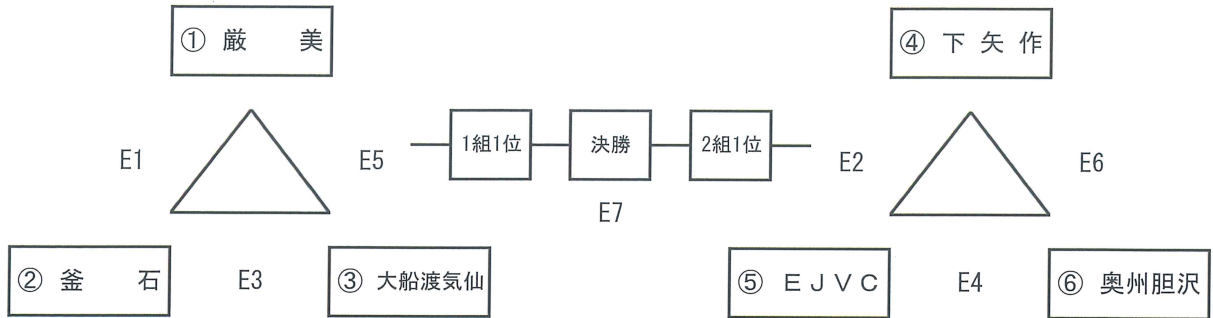 ① 厳 美
④ 下 矢 作
E1
E5
1組1位
決勝
2組1位
E2
E6
E7
② 釜 石
E3
③ 大船渡気仙
⑤ E J V C
E4
⑥ 奥州胆沢